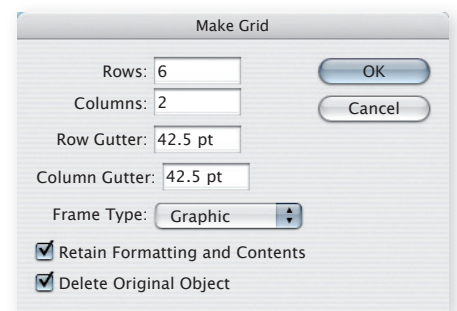 Make Grid
Rows: 6
OK
Columns: 2
Cancel
Row Gutter: 42.5 pt
Column Gutter: 42.5 pt
Frame Type: Graphic
Retain Formatting and Contents
Delete Original Object